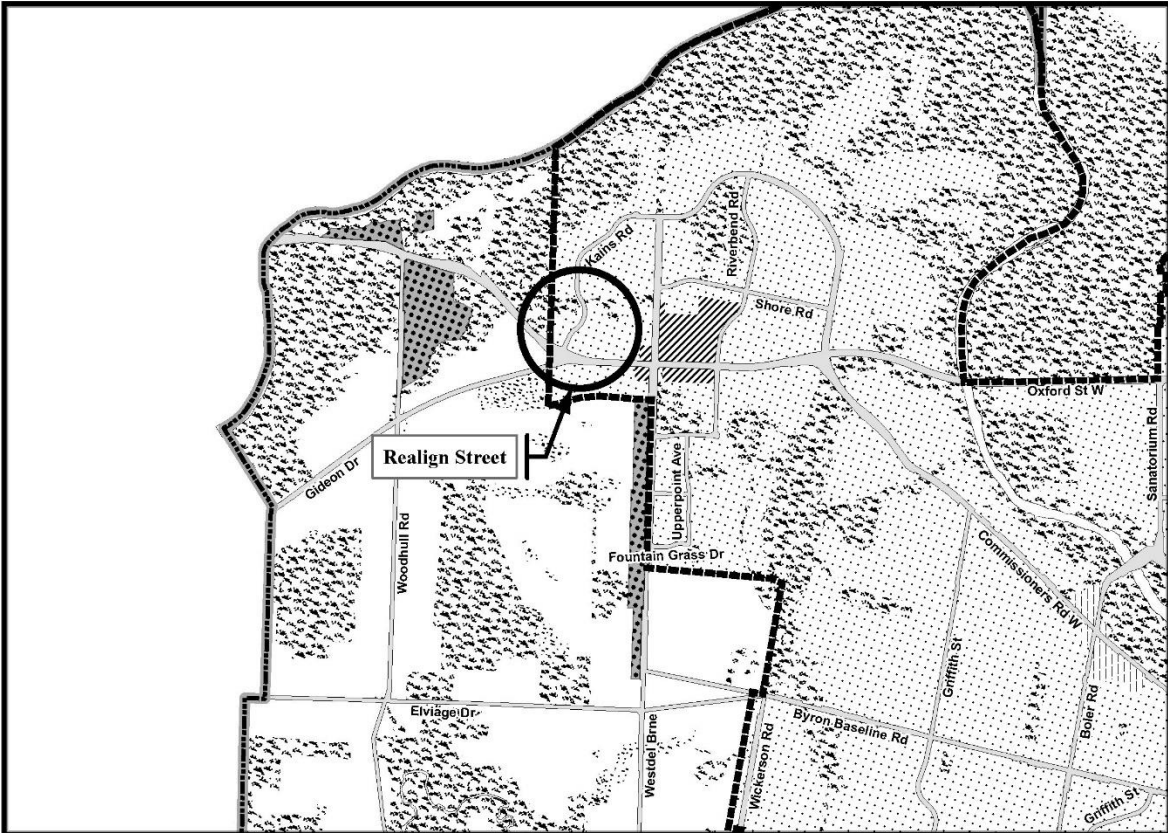 Kains Rd
Riverbend Rd
Shore Rd
Oxford St W
Sanatorium Rd
Realign Street
Gideon Dr
Woodhull Rd
Upperpoint Ave
Fountain Grass Dr
Commissioners Rd W
Griffith St
Boler Rd
Elviage Dr
Westdel Brne
Wickerson Rd
Byron Baseline Rd
Griffith St